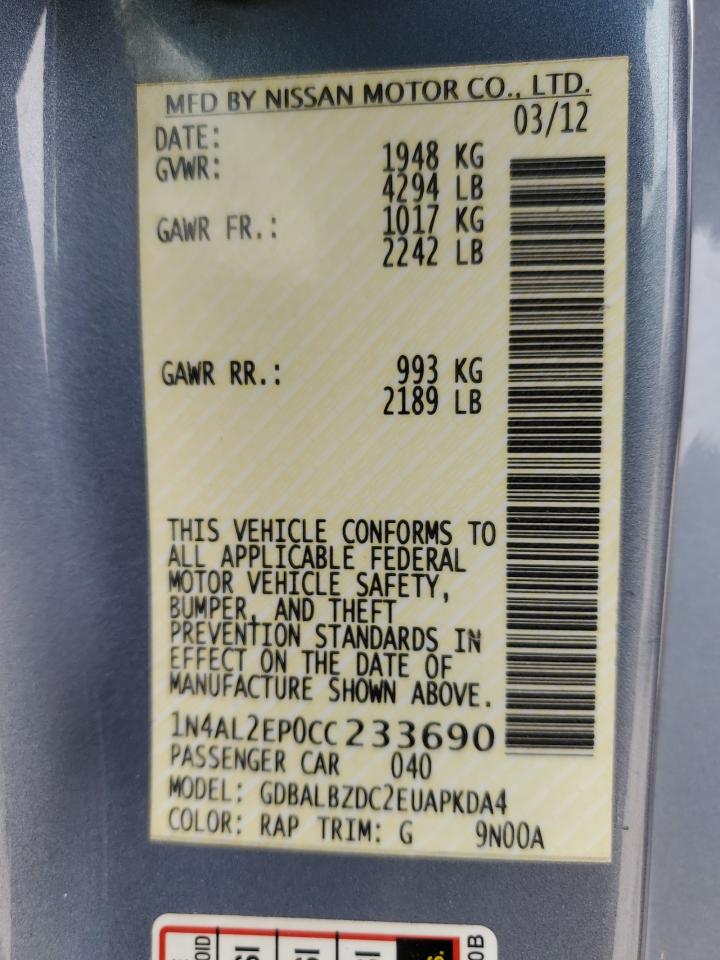 MFD BY NISSAN MOTOR CO., LTD.
DATE: 03/12
GVWR: 1948 KG
4294 LB
GAWR FR.: 1017 KG
2242 LB
GAWR RR.: 993 KG
2189 LB
THIS VEHICLE CONFORMS TO
ALL APPLICABLE FEDERAL
MOTOR VEHICLE SAFETY,
BUMPER, AND THEFT
PREVENTION STANDARDS IN
EFFECT ON THE DATE OF
MANUFACTURE SHOWN ABOVE.
1N4AL2EP0CC233690
PASSENGER CAR 040
MODEL: GDBALBZDC2EUAPKDA4
COLOR: RAP TRIM: G 9N00A